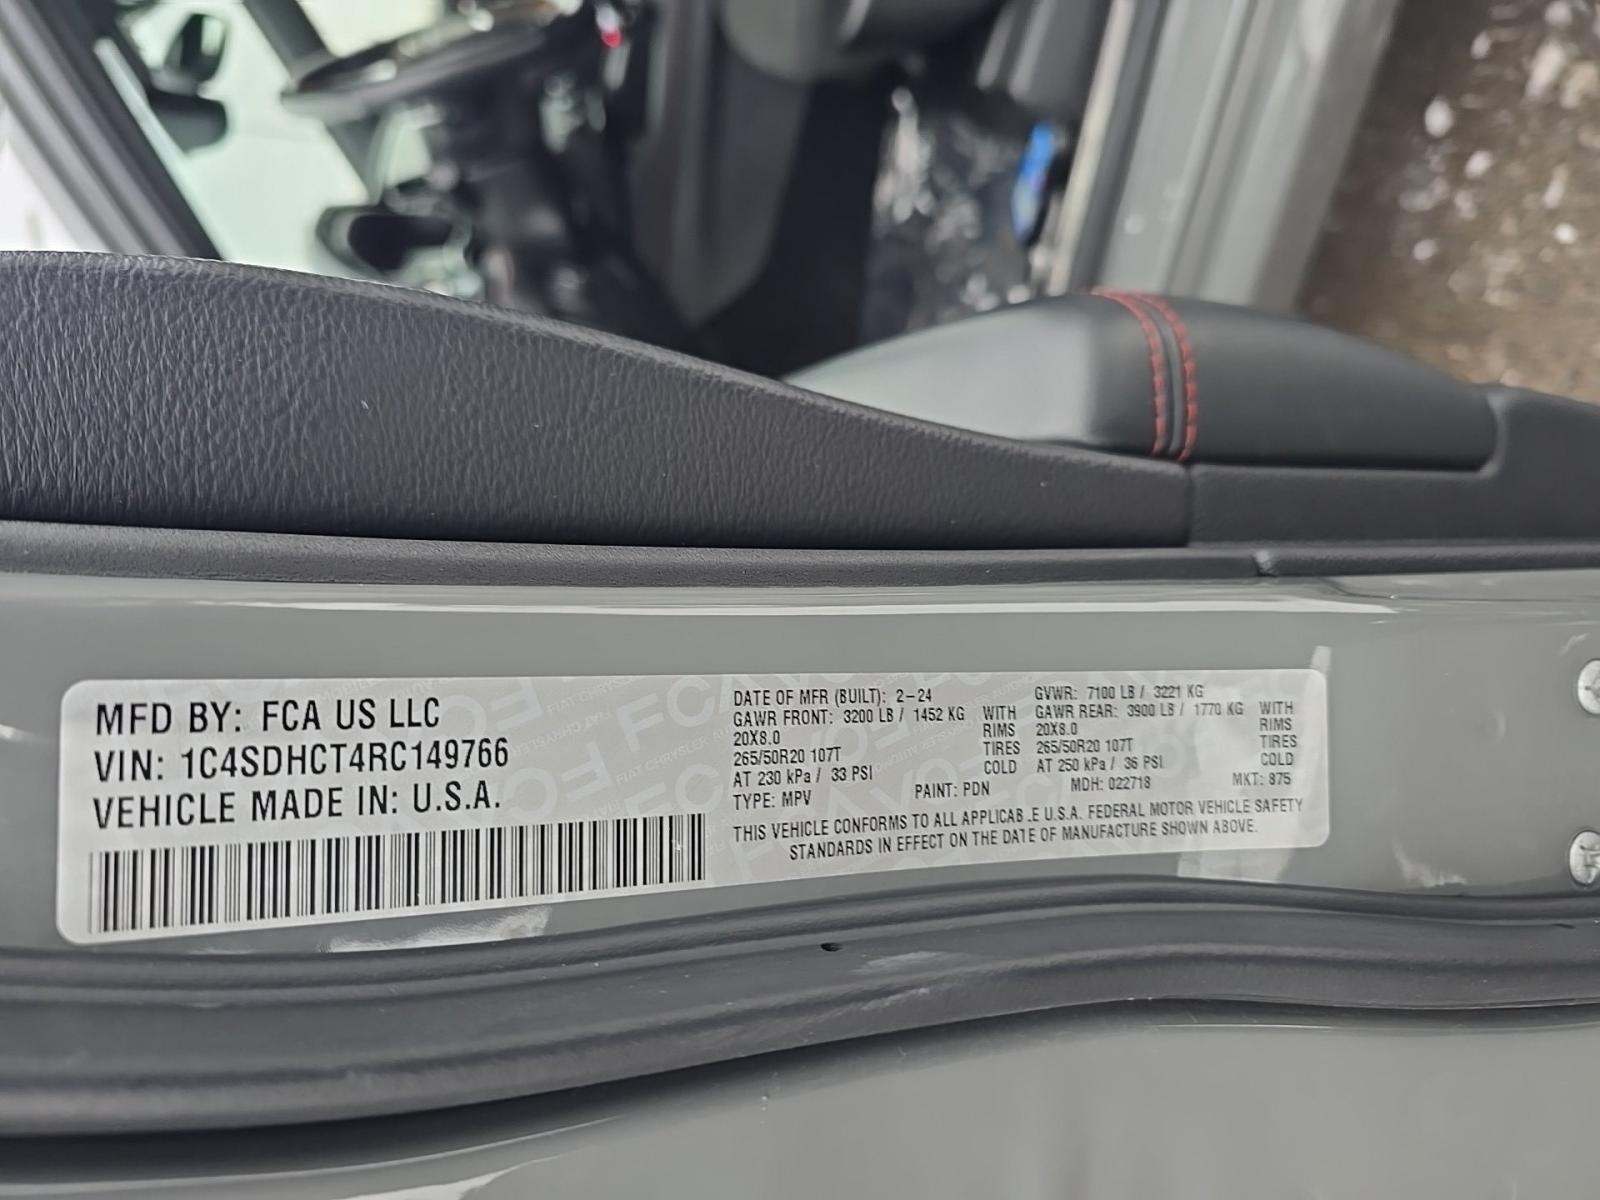 MFD BY: FCA US LLC
VIN: 1C4SDHCT4RC149766
VEHICLE MADE IN: U.S.A.
DATE OF MFR (BUILT): 2-24
GAWR FRONT: 3200 LB / 1452 KG WITH
20X8.0 RIMS
265/50R20 107T TIRES
AT 230 kPa / 33 PSI COLD
TYPE: MPV PAINT: PDN
GVWR: 7100 LB / 3221 KG
GAWR REAR: 3900 LB / 1770 KG WITH
20X8.0 RIMS
265/50R20 107T TIRES
AT 250 kPa / 36 PSI COLD
MDH: 022718 MKT: 875
THIS VEHICLE CONFORMS TO ALL APPLICAB.E U.S.A. FEDERAL MOTOR VEHICLE SAFETY
STANDARDS IN EFFECT ON THE DATE OF MANUFACTURE SHOWN ABOVE.